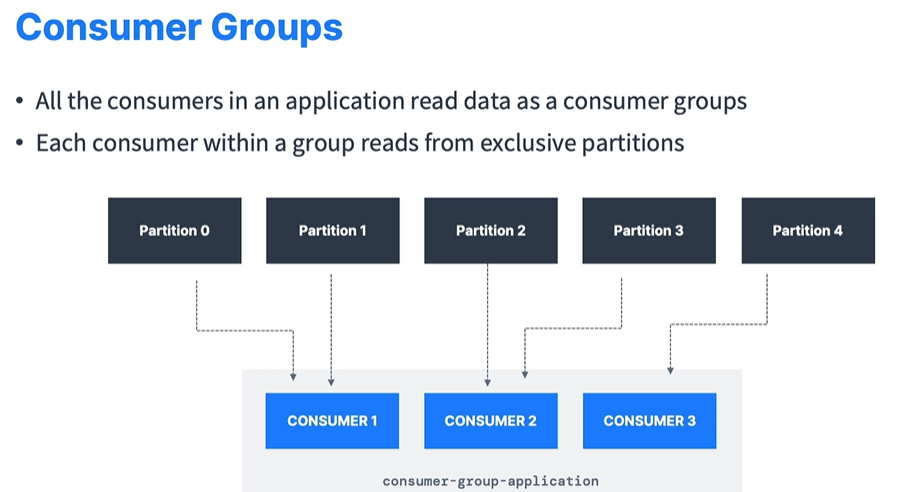 Consumer Groups
• All the consumers in an application read data as a consumer groups
• Each consumer within a group reads from exclusive partitions
Partition 0
Partition 1
Partition 2
Partition 3
Partition 4
CONSUMER 1
CONSUMER 2
CONSUMER 3
consumer-group-application